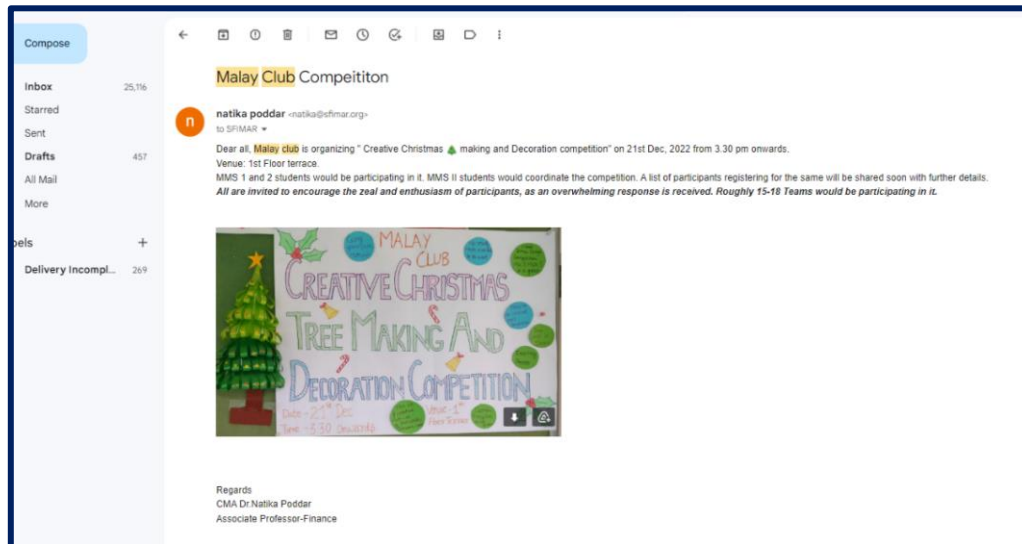 Compose
Inbox 25,116
Starred
Sent
Drafts 457
All Mail
More
bels +
Delivery Incompl... 269
Malay Club Compeititon
n
natika poddar <natika@sfimar.org>
to SFIMAR
Dear all, Malay club is organizing " Creative Christmas 🎄 making and Decoration competition" on 21st Dec, 2022 from 3.30 pm onwards.
Venue: 1st Floor terrace.
MMS 1 and 2 students would be participating in it. MMS II students would coordinate the competition. A list of participants registering for the same will be shared soon with further details.
All are invited to encourage the zeal and enthusiasm of participants, as an overwhelming response is received. Roughly 15-18 Teams would be participating in it.
MALAY
CLUB
CREATIVE CHRISTMAS
TREE MAKING AND
DECORATION COMPETITION
Date - 21st Dec
Time - 3:30 Onwards
Venue - 1st
Floor Terrace
Regards
CMA Dr.Natika Poddar
Associate Professor-Finance